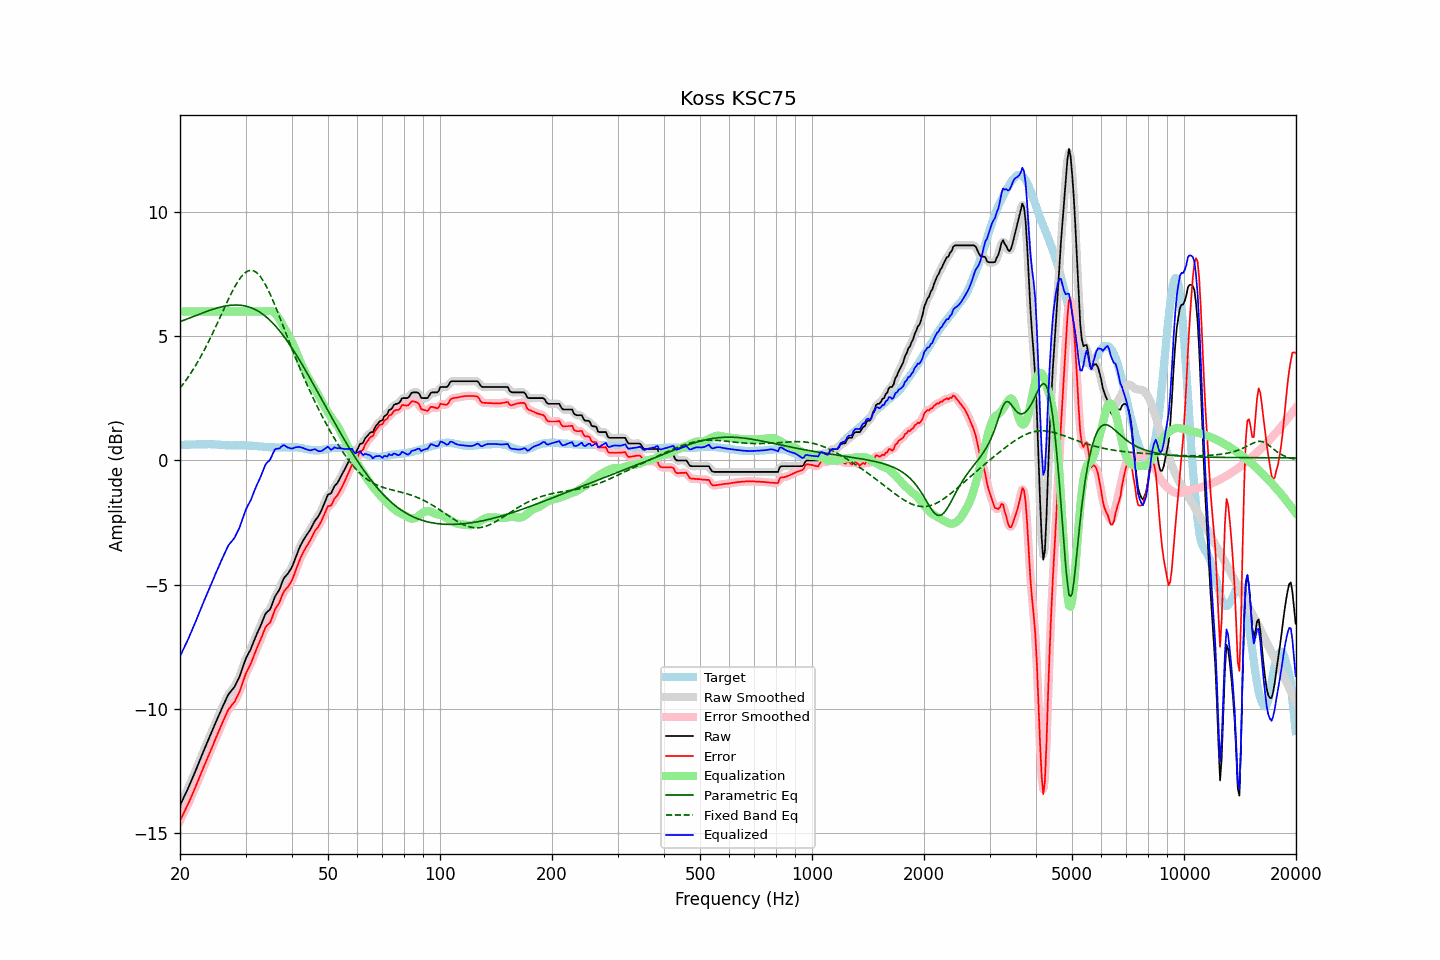 Koss KSC75
Amplitude (dBr)
10
5
0
−5
−10
−15
Target
Raw Smoothed
Error Smoothed
Raw
Error
Equalization
Parametric Eq
Fixed Band Eq
Equalized
20 50 100 200 500 1000 2000 5000 10000 20000
Frequency (Hz)